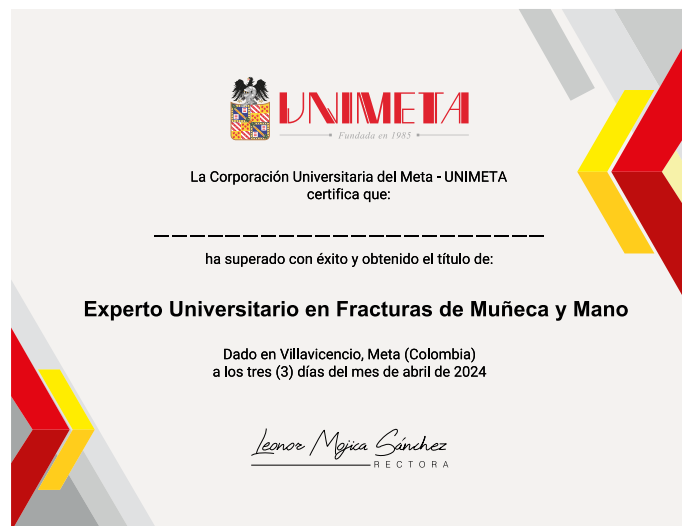 UNIMETA
Fundada en 1985
La Corporación Universitaria del Meta - UNIMETA
certifica que:
ha superado con éxito y obtenido el título de:
Experto Universitario en Fracturas de Muñeca y Mano
Dado en Villavicencio, Meta (Colombia)
a los tres (3) días del mes de abril de 2024
Leonor Mojica Sánchez
RECTORA